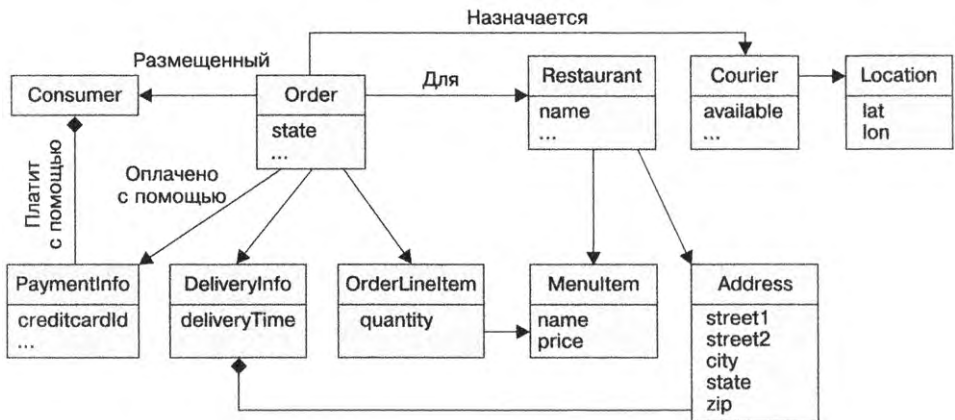 Назначается
Размещенный
Для
Consumer
Order
state
...
Restaurant
name
...
Courier
available
...
Location
lat
lon
Платит
с помощью
Оплачено
с помощью
PaymentInfo
creditcardId
...
DeliveryInfo
deliveryTime
OrderLineItem
quantity
MenuItem
name
price
Address
street1
street2
city
state
zip